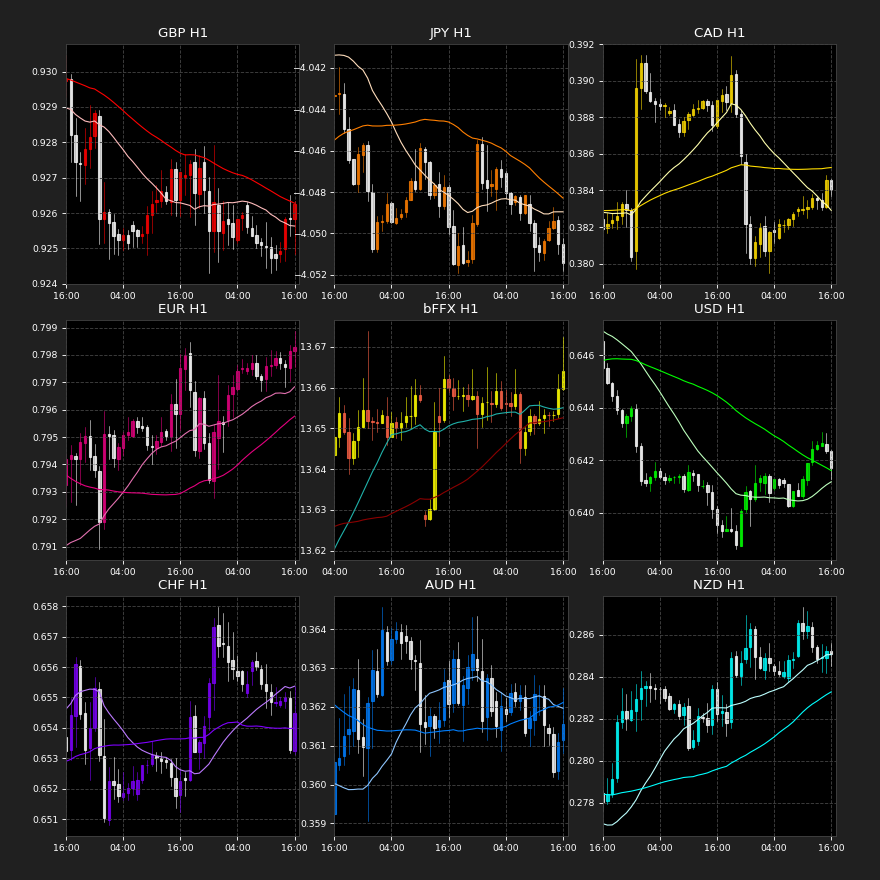 GBP H1 JPY H1 CAD H1
0.930 0.929 0.928 0.927 0.926 0.925 0.924
−4.042 −4.044 −4.046 −4.048 −4.050 −4.052
0.392 0.390 0.388 0.386 0.384 0.382 0.380
16:00 04:00 16:00 04:00 16:00 16:00 04:00 16:00 04:00 16:00 16:00 04:00 16:00 04:00 16:00
EUR H1 bFFX H1 USD H1
0.799 0.798 0.797 0.796 0.795 0.794 0.793 0.792 0.791
13.67 13.66 13.65 13.64 13.63 13.62
0.646 0.644 0.642 0.640
16:00 04:00 16:00 04:00 16:00 04:00 16:00 04:00 16:00 04:00 16:00 04:00 16:00 04:00 16:00
CHF H1 AUD H1 NZD H1
0.658 0.657 0.656 0.655 0.654 0.653 0.652 0.651
0.364 0.363 0.362 0.361 0.360 0.359
0.286 0.284 0.282 0.280 0.278
16:00 04:00 16:00 04:00 16:00 16:00 04:00 16:00 04:00 16:00 16:00 04:00 16:00 04:00 16:00